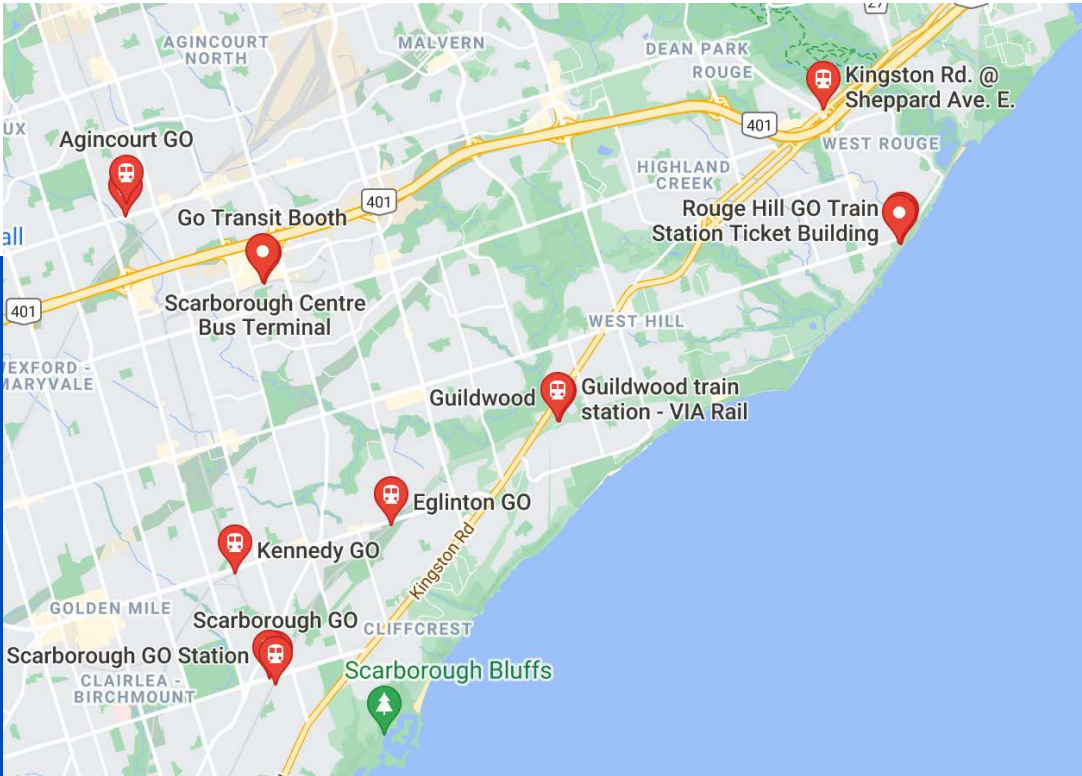 27
AGINCOURT
NORTH
MALVERN
DEAN PARK
ROUGE
Kingston Rd. @
Sheppard Ave. E.
UX
Agincourt GO
401
WEST ROUGE
HIGHLAND
CREEK
401
Go Transit Booth
Rouge Hill GO Train
Station Ticket Building
all
401
Scarborough Centre
Bus Terminal
WEST HILL
WEXFORD -
MARYVALE
Guildwood
Guildwood train
station - VIA Rail
Eglinton GO
Kennedy GO
Kingston Rd
GOLDEN MILE
Scarborough GO
CLIFFCREST
Scarborough GO Station
Scarborough Bluffs
CLAIRLEA -
BIRCHMOUNT